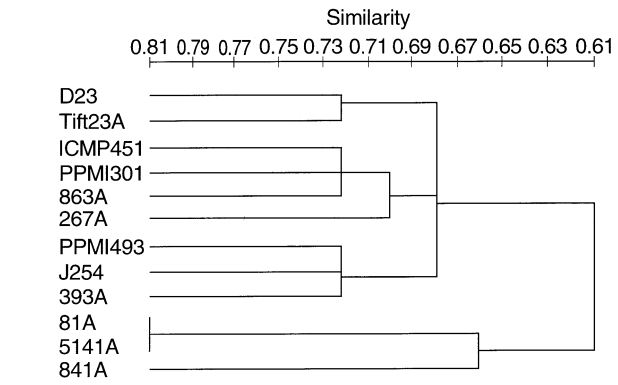 Similarity
0.81 0.79 0.77 0.75 0.73 0.71 0.69 0.67 0.65 0.63 0.61
D23
Tift23A
ICMP451
PPMI301
863A
267A
PPMI493
J254
393A
81A
5141A
841A